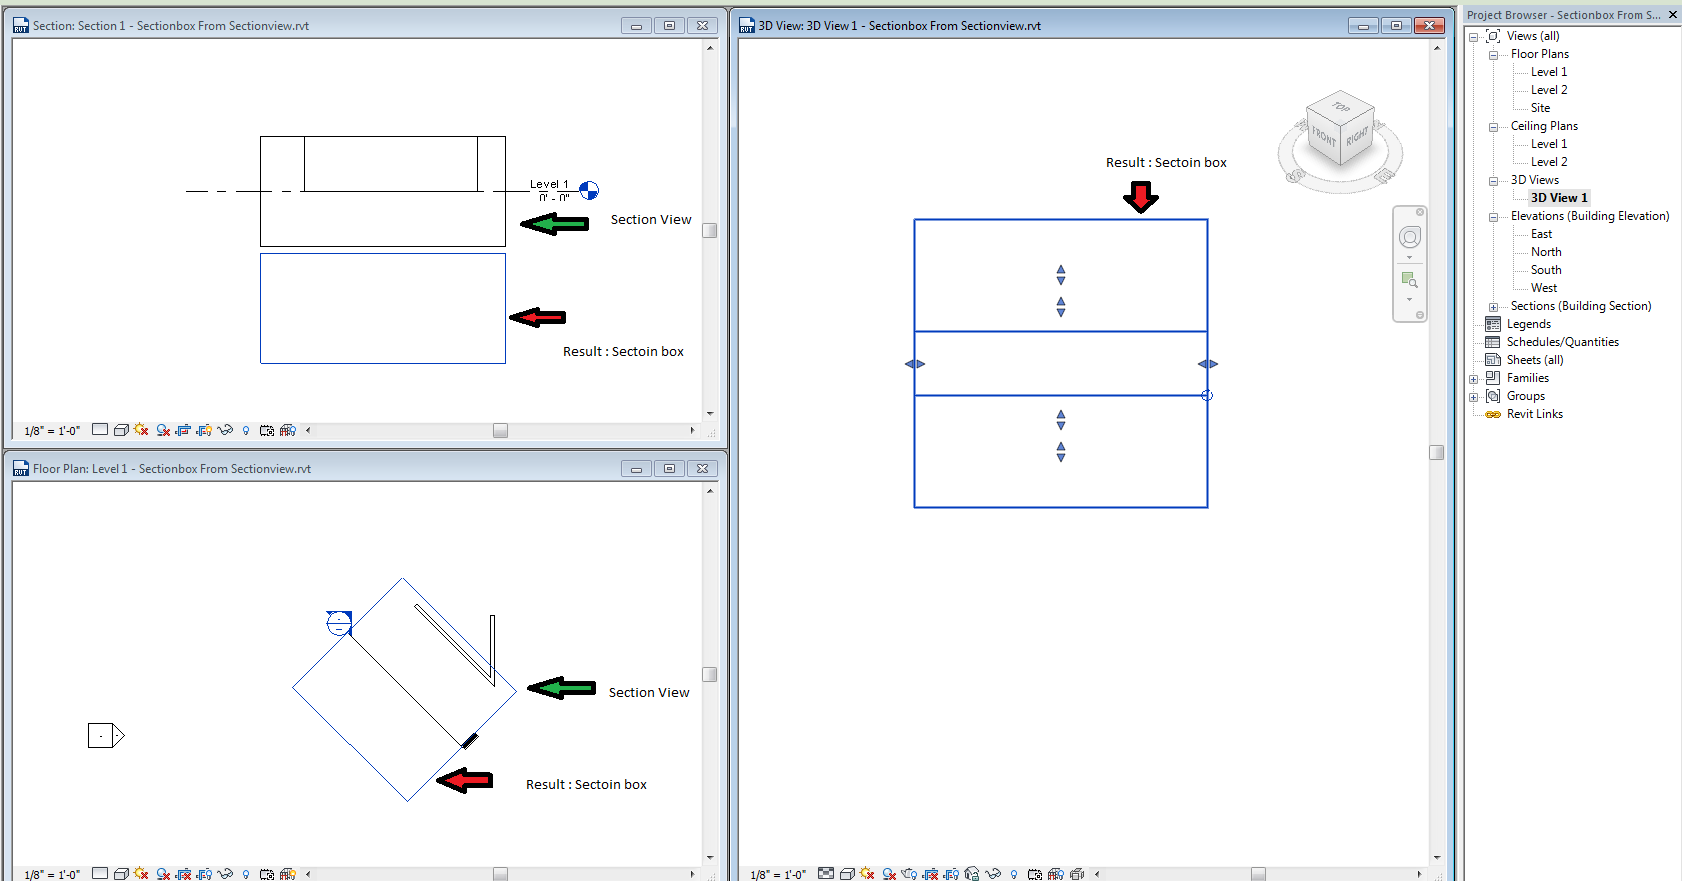 Section: Section 1 - Sectionbox From Sectionview.rvt
Level 1
0' - 0"
Section View
Result : Sectoin box
1/8" = 1'-0"
Floor Plan: Level 1 - Sectionbox From Sectionview.rvt
Section View
Result : Sectoin box
1/8" = 1'-0"
3D View: 3D View 1 - Sectionbox From Sectionview.rvt
Result : Sectoin box
TOP
FRONT
RIGHT
1/8" = 1'-0"
Project Browser - Sectionbox From S...
Views (all)
Floor Plans
Level 1
Level 2
Site
Ceiling Plans
Level 1
Level 2
3D Views
3D View 1
Elevations (Building Elevation)
East
North
South
West
Sections (Building Section)
Legends
Schedules/Quantities
Sheets (all)
Families
Groups
Revit Links